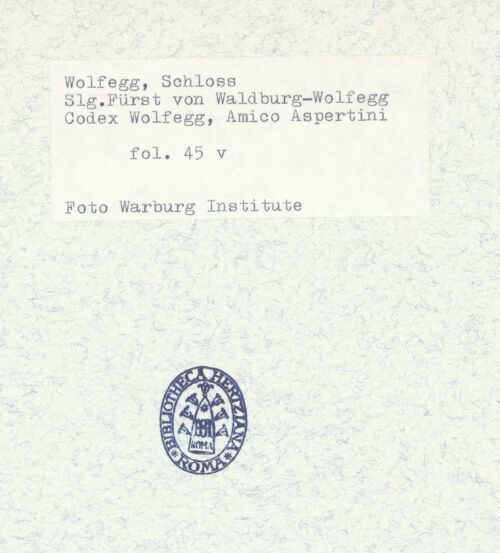 Wolfegg, Schloss
Slg.Fürst von Waldburg-Wolfegg
Codex Wolfegg, Amico Aspertini
fol. 45 v
Foto Warburg Institute
BIBLIOTHECA HERTZIANA
ROMA
* ROMA *